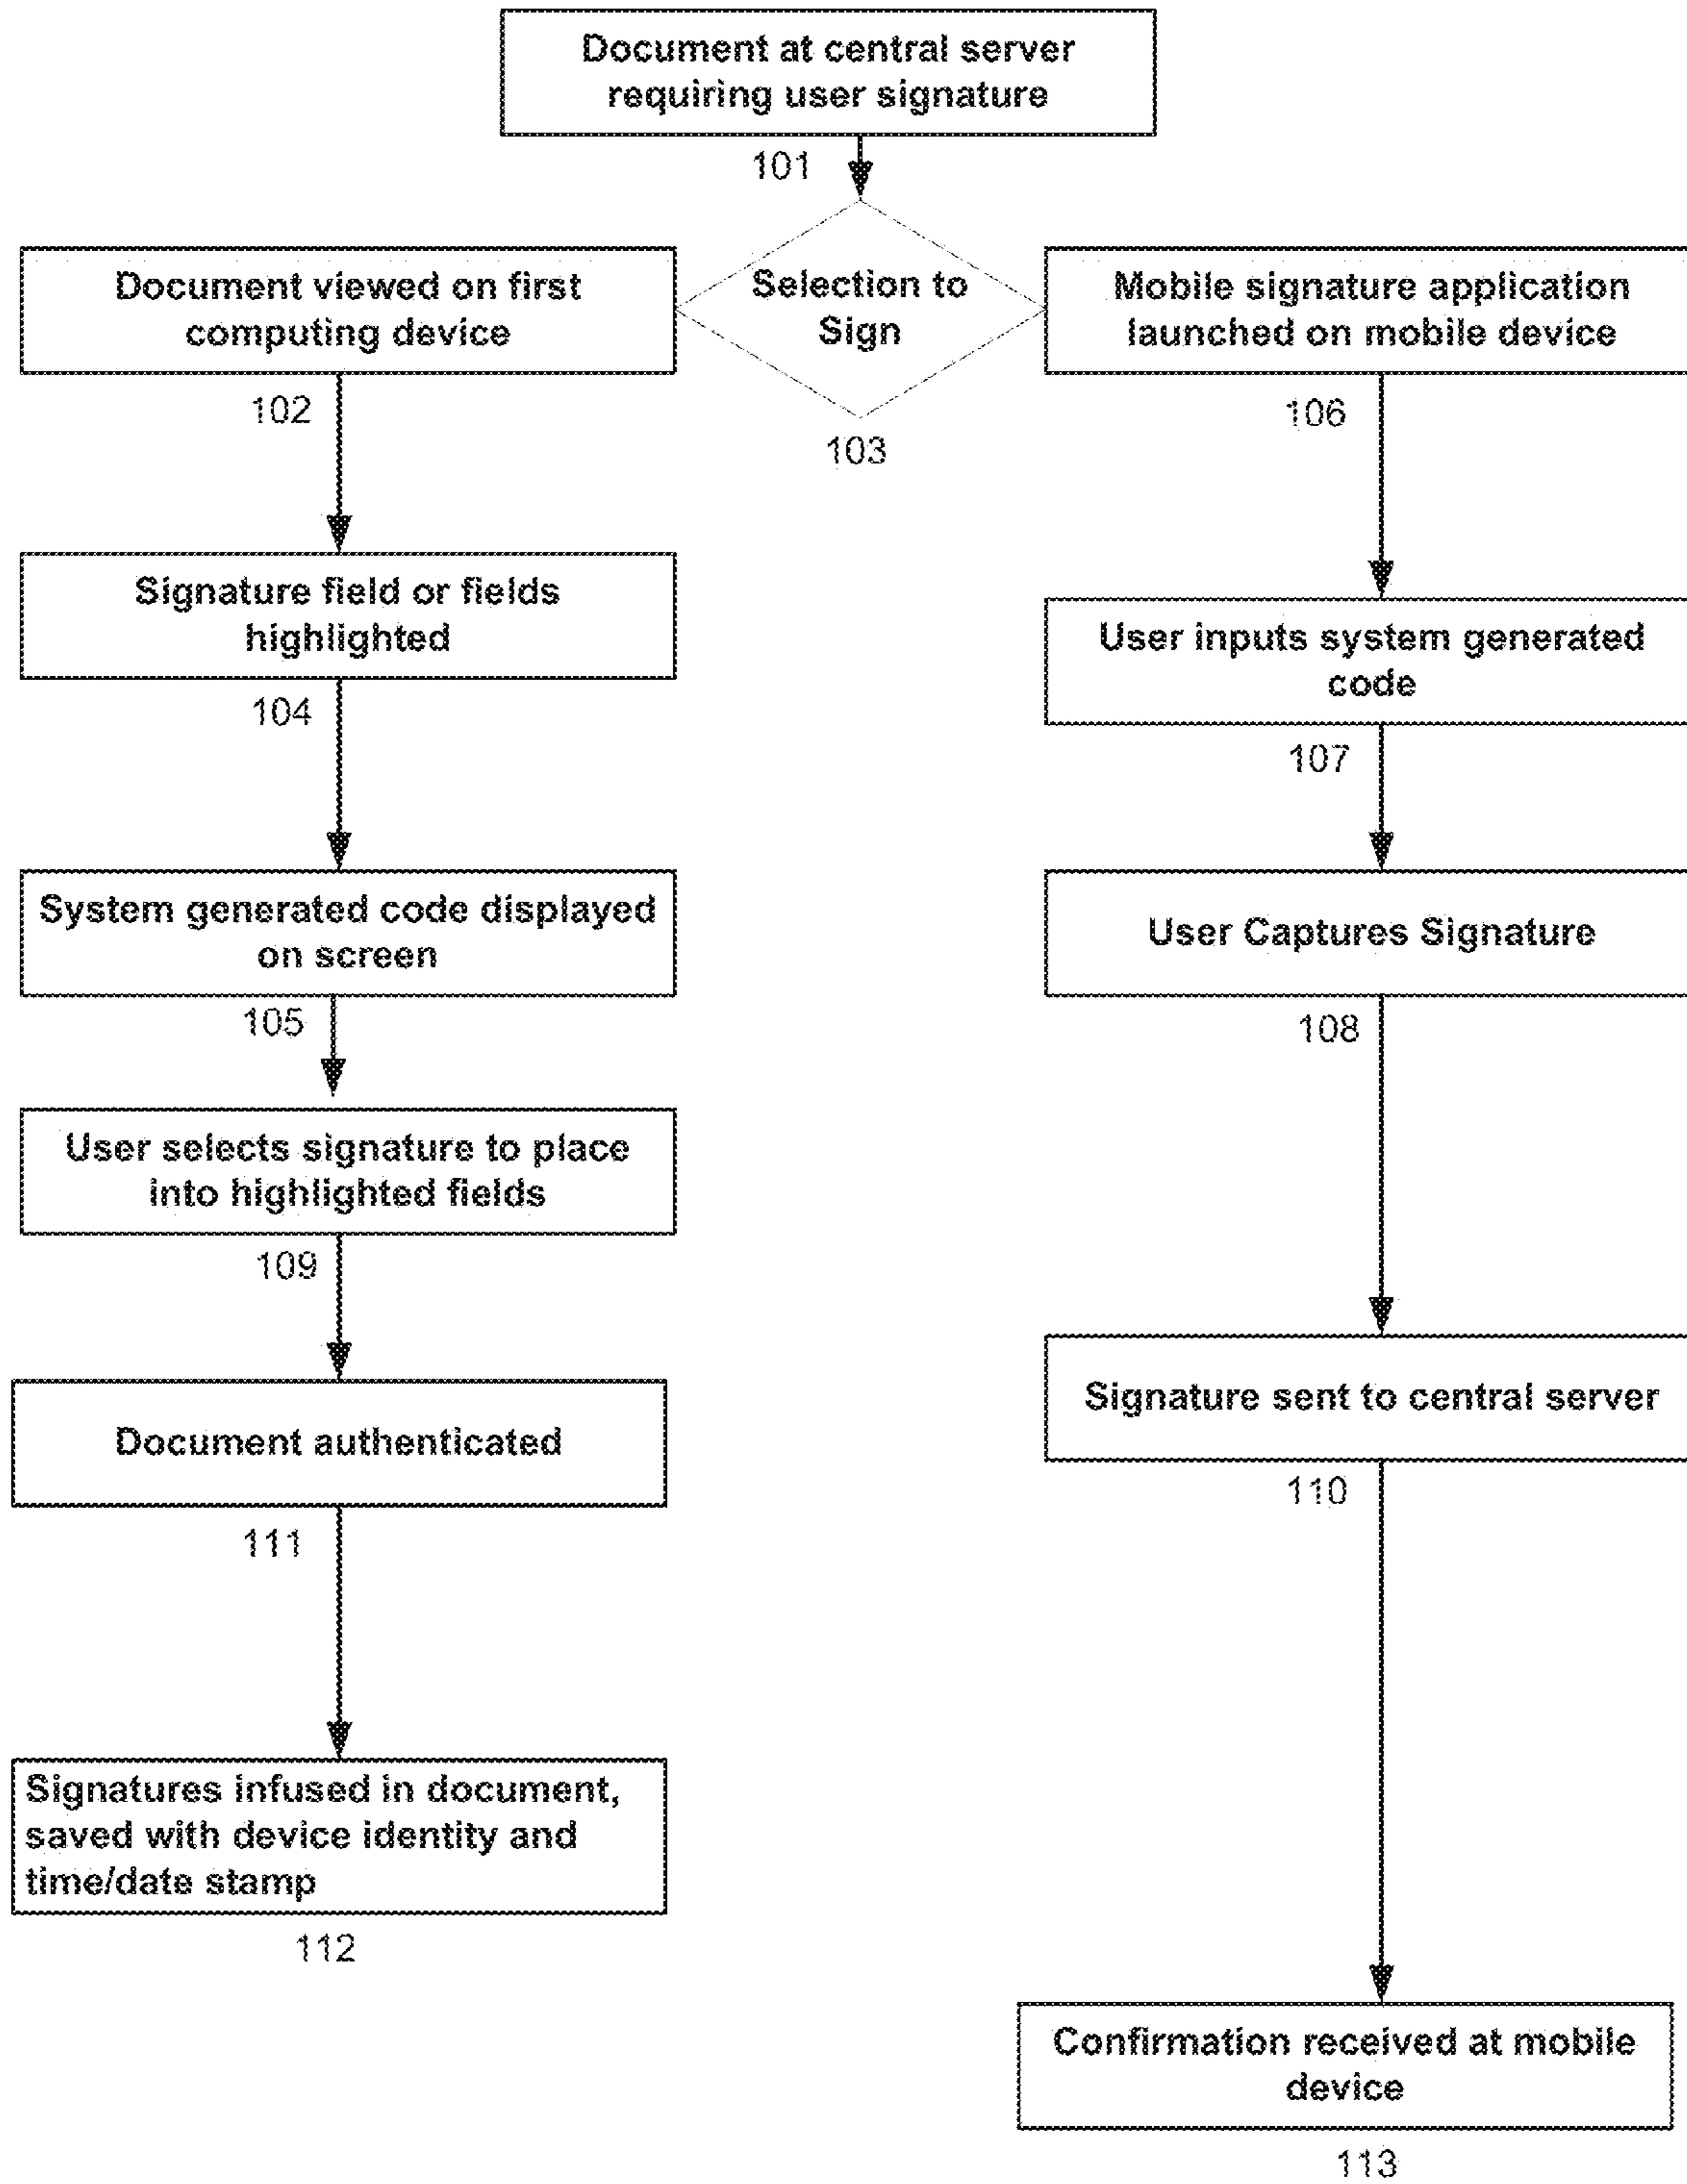 Document at central server
requiring user signature
101
Document viewed on first
computing device
102
Selection to
Sign
103
Mobile signature application
launched on mobile device
106
Signature field or fields
highlighted
104
User inputs system generated
code
107
System generated code displayed
on screen
105
User Captures Signature
108
User selects signature to place
into highlighted fields
109
Document authenticated
111
Signature sent to central server
110
Signatures infused in document,
saved with device identity and
time/date stamp
112
Confirmation received at mobile
device
113